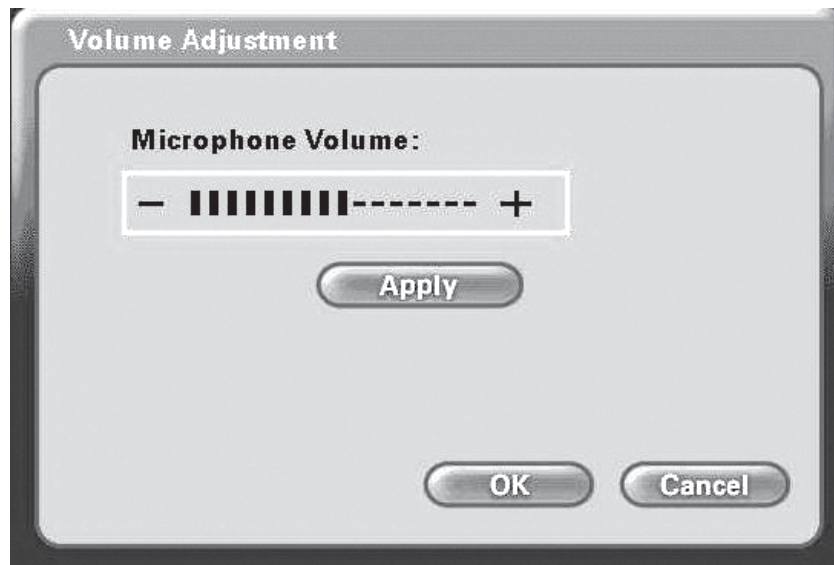 Volume Adjustment
Microphone Volume:
- ▮▮▮▮▮▮▮▮▮------- +
Apply
OK Cancel